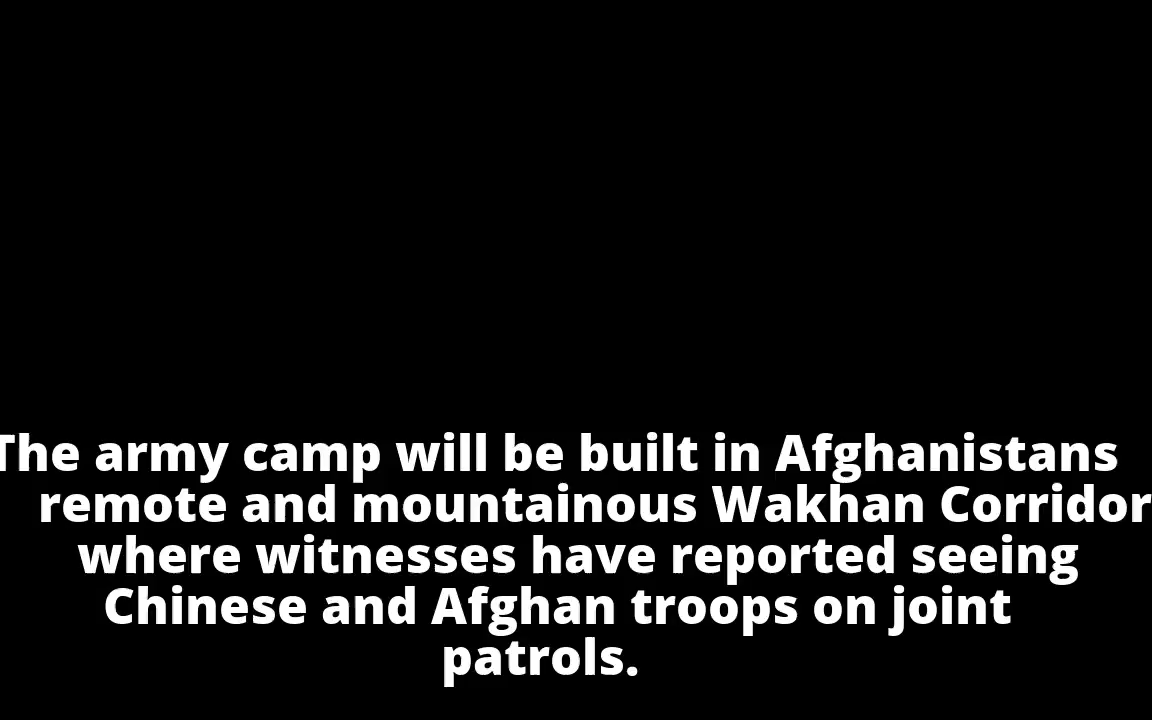 The army camp will be built in Afghanistans
remote and mountainous Wakhan Corridor
where witnesses have reported seeing
Chinese and Afghan troops on joint
patrols.